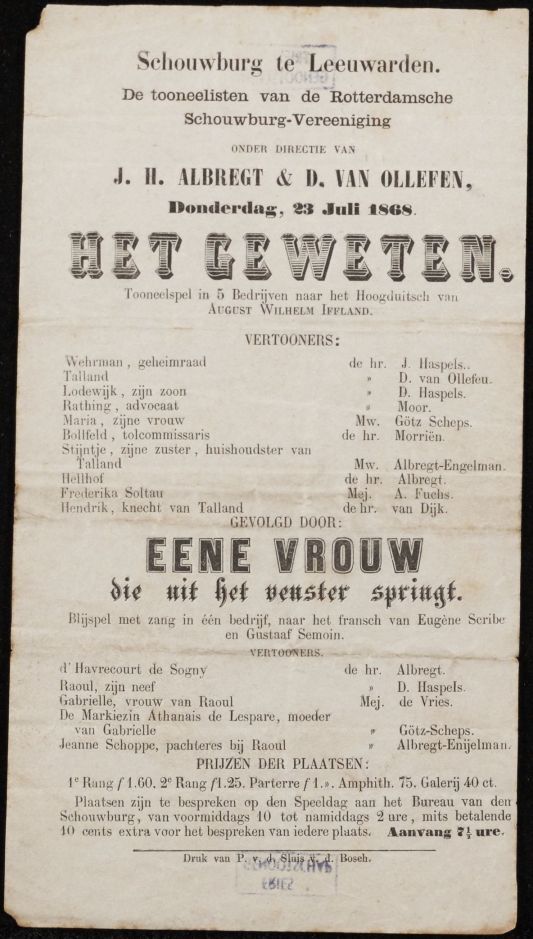 Schouwburg te Leeuwarden.
De tooneelisten van de Rotterdamsche
Schouwburg-Vereeniging
ONDER DIRECTIE VAN
J. H. ALBREGT & D. VAN OLLEFEN,
Donderdag, 23 Juli 1868.
HET GEWETEN.
Tooneelspel in 5 Bedrijven naar het Hoogduitsch van
AUGUST WILHELM IFFLAND.
VERTOONERS:
Wehrman, geheimraad de hr. J. Haspels..
Talland " D. van Ollefeu.
Lodewijk, zijn zoon " D. Haspels.
Rathing, advocaat " Moor.
Maria, zijne vrouw Mw. Götz Scheps.
Bollfeld, tolcommissaris de hr. Morriën.
Stijntje, zijne zuster, huishoudster van
Talland Mw. Albregt-Engelman.
Hellhof de hr. Albregt.
Frederika Soltau Mej. A. Fuchs.
Hendrik, knecht van Talland de hr. van Dijk.
GEVOLGD DOOR:
EENE VROUW
die uit het venster springt.
Blijspel met zang in één bedrijf, naar het fransch van Eugène Scribe
en Gustaaf Semoin.
VERTOONERS.
d'Havrecourt de Sogny de hr. Albregt.
Raoul, zijn neef " D. Haspels.
Gabrielle, vrouw van Raoul Mej. de Vries.
De Markiezin Athanais de Lespare, moeder
van Gabrielle " Götz-Scheps.
Jeanne Schoppe, pachteres bij Raoul " Albregt-Enijelman.
PRIJZEN DER PLAATSEN:
1e Rang f 1.60. 2e Rang f1.25. Parterre f 1.». Amphith. 75. Galerij 40 ct.
Plaatsen zijn te bespreken op den Speeldag aan het Bureau van den
Schouwburg, van voormiddags 10 tot namiddags 2 ure, mits betalende
10 cents extra voor het bespreken van iedere plaats. Aanvang 7½ ure.
Druk van P. v. d. Sluis v. d. Bosch.